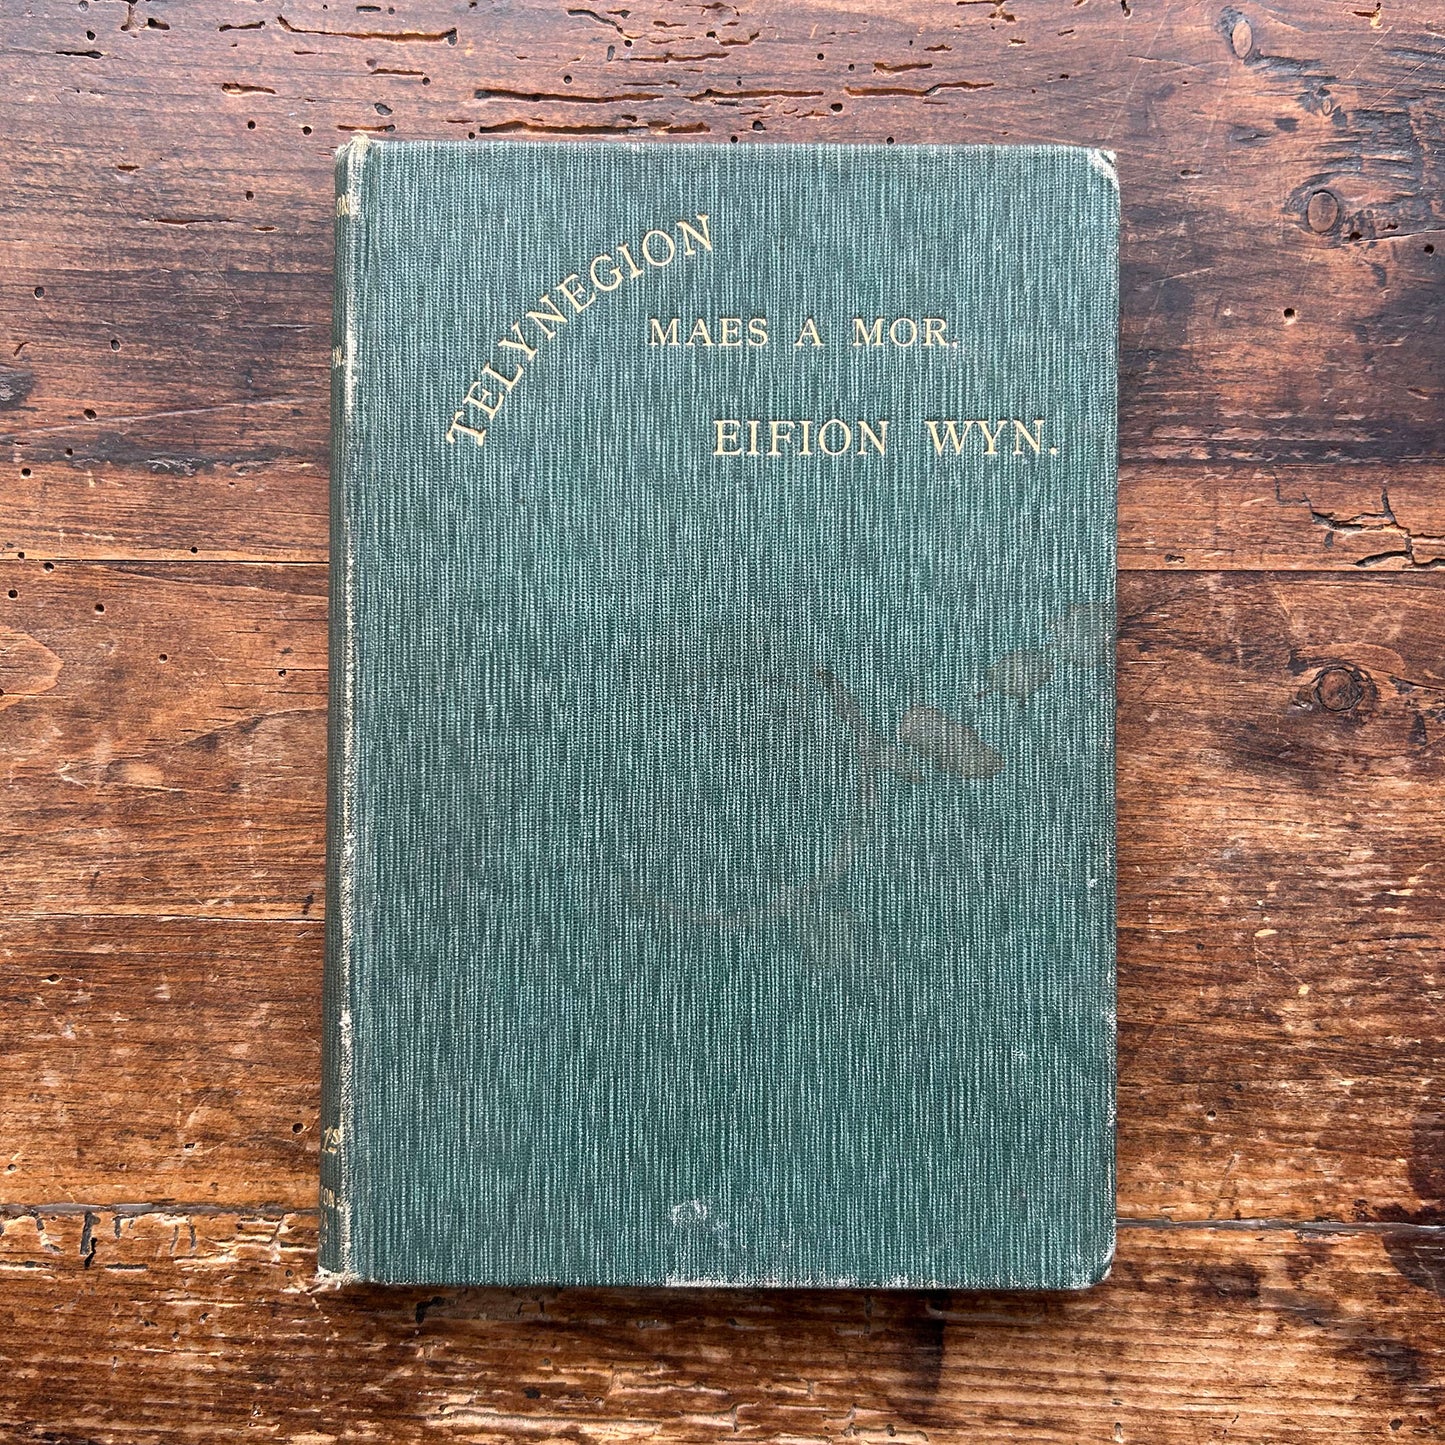 TELYNEGION
MAES A MOR.
EIFION WYN.